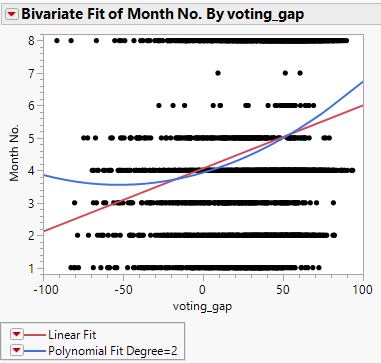 Bivariate Fit of Month No. By voting_gap
8
7
6
5
4
3
2
1
Month No.
-100 -50 0 50 100
voting_gap
Linear Fit
Polynomial Fit Degree=2